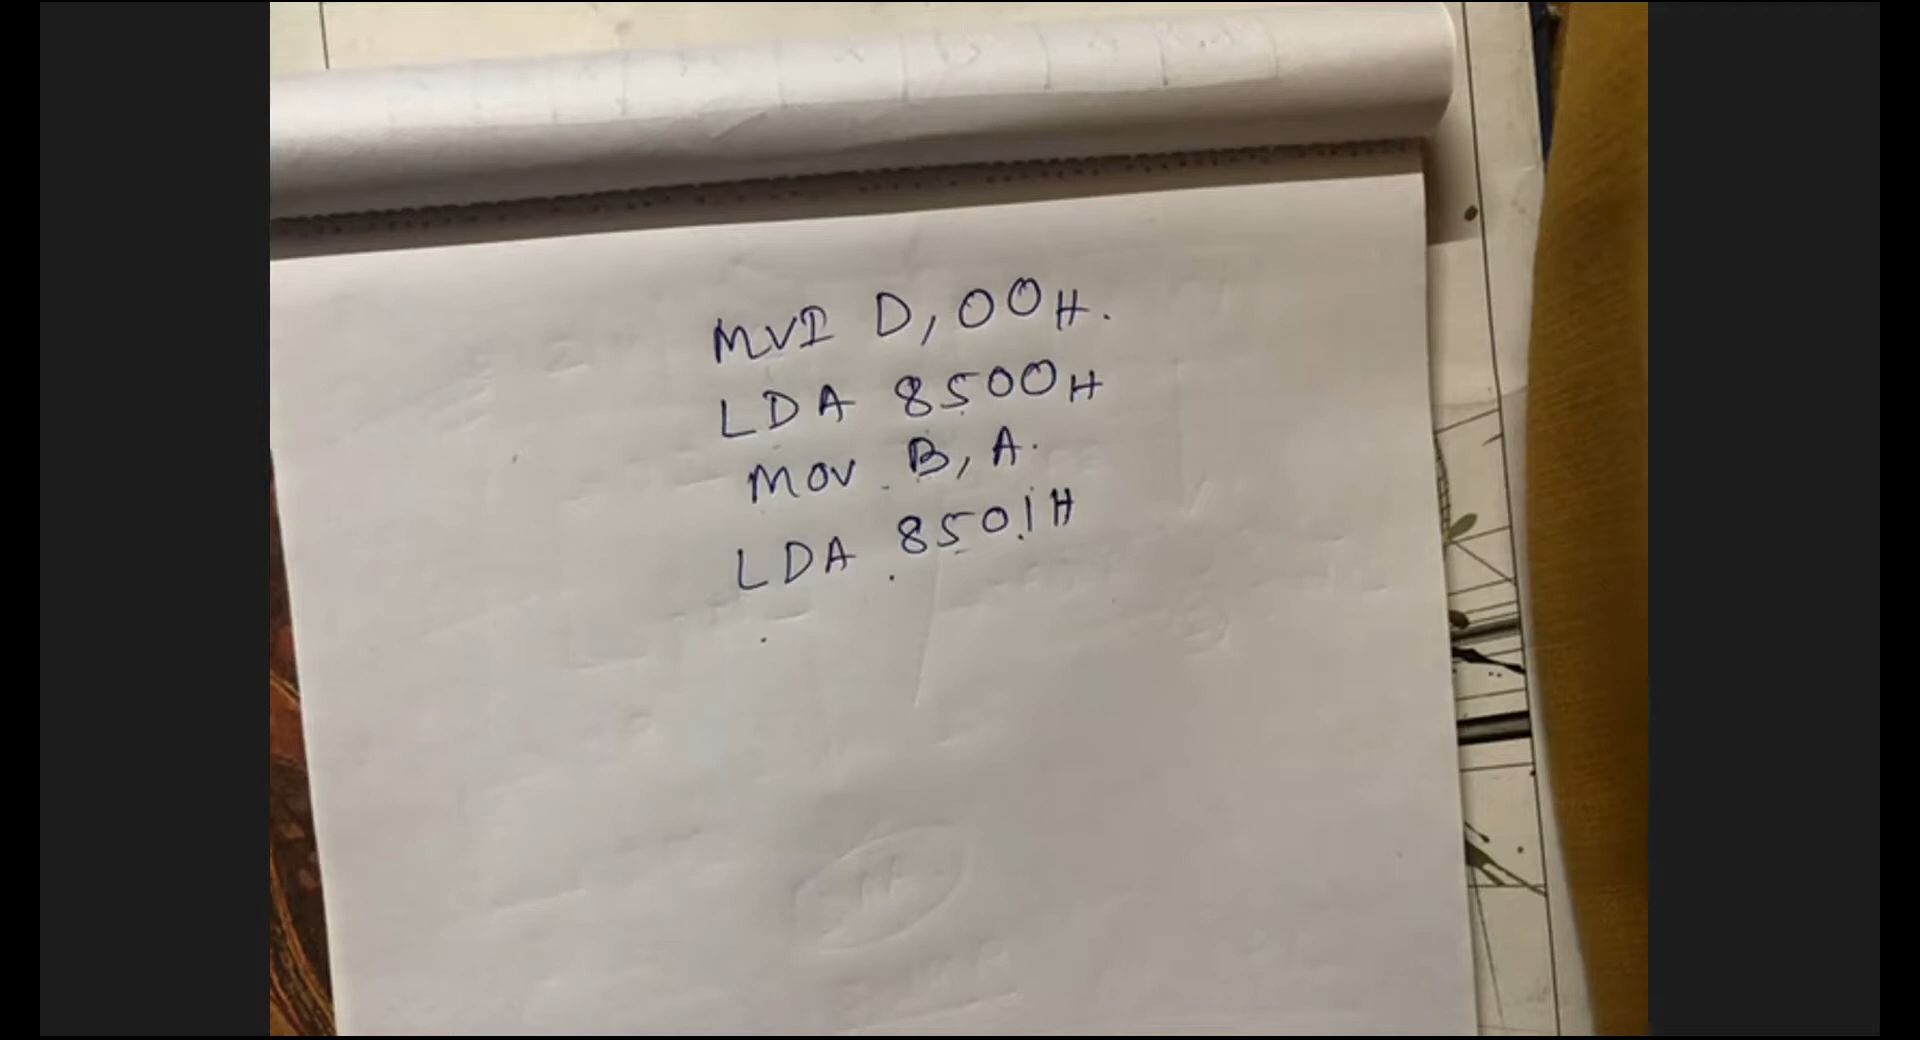 MVI D, 00H.
LDA 8500H
MOV B, A.
LDA 8501H